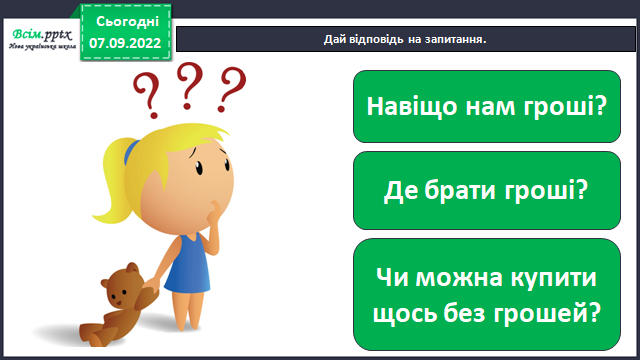 Всім.pptx
Нова українська школа
Сьогодні
07.09.2022
Дай відповідь на запитання.
Навіщо нам гроші?
Де брати гроші?
Чи можна купити
щось без грошей?